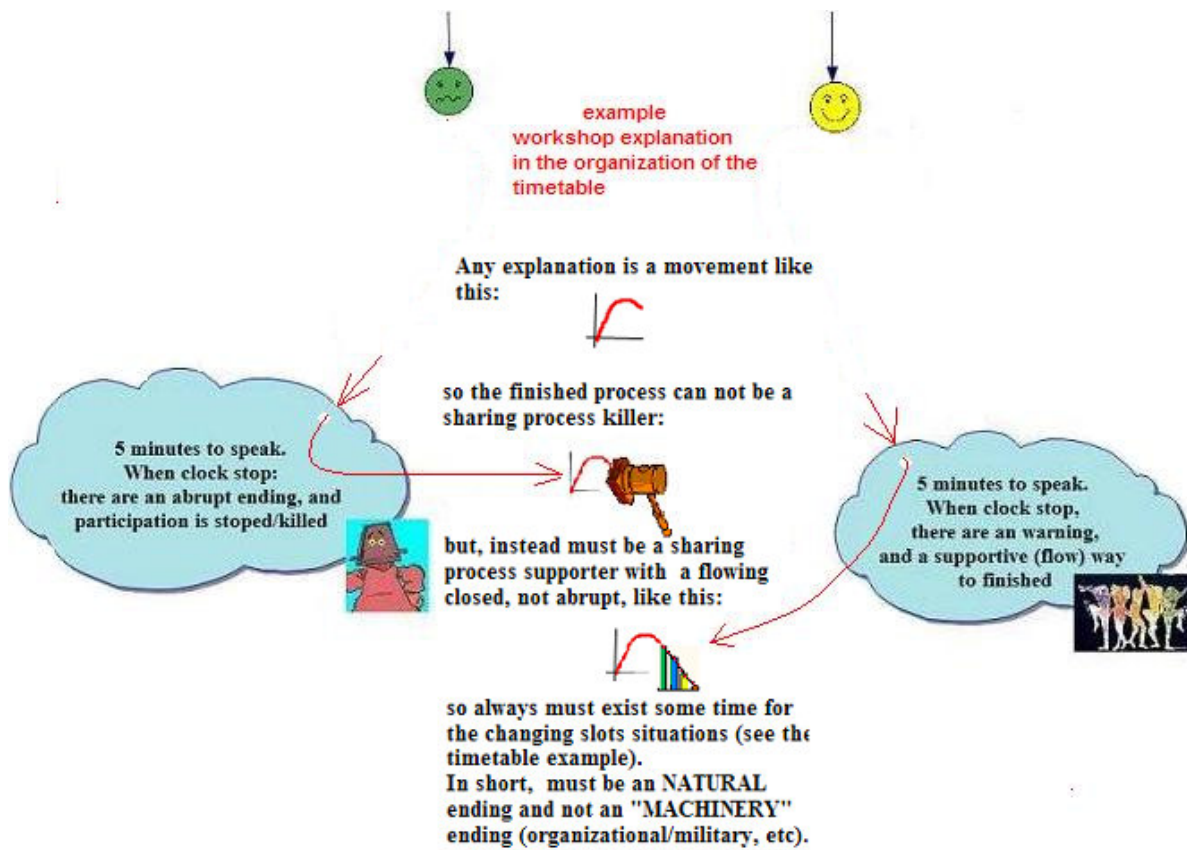 example
workshop explanation
in the organization of the
timetable
Any explanation is a movement like
this:
so the finished process can not be a
sharing process killer:
5 minutes to speak.
When clock stop:
there are an abrupt ending, and
participation is stoped/killed
5 minutes to speak.
When clock stop,
there are an warning,
and a supportive (flow) way
to finished
but, instead must be a sharing
process supporter with a flowing
closed, not abrupt, like this:
so always must exist some time for
the changing slots situations (see the
timetable example).
In short, must be an NATURAL
ending and not an "MACHINERY"
ending (organizational/military, etc).